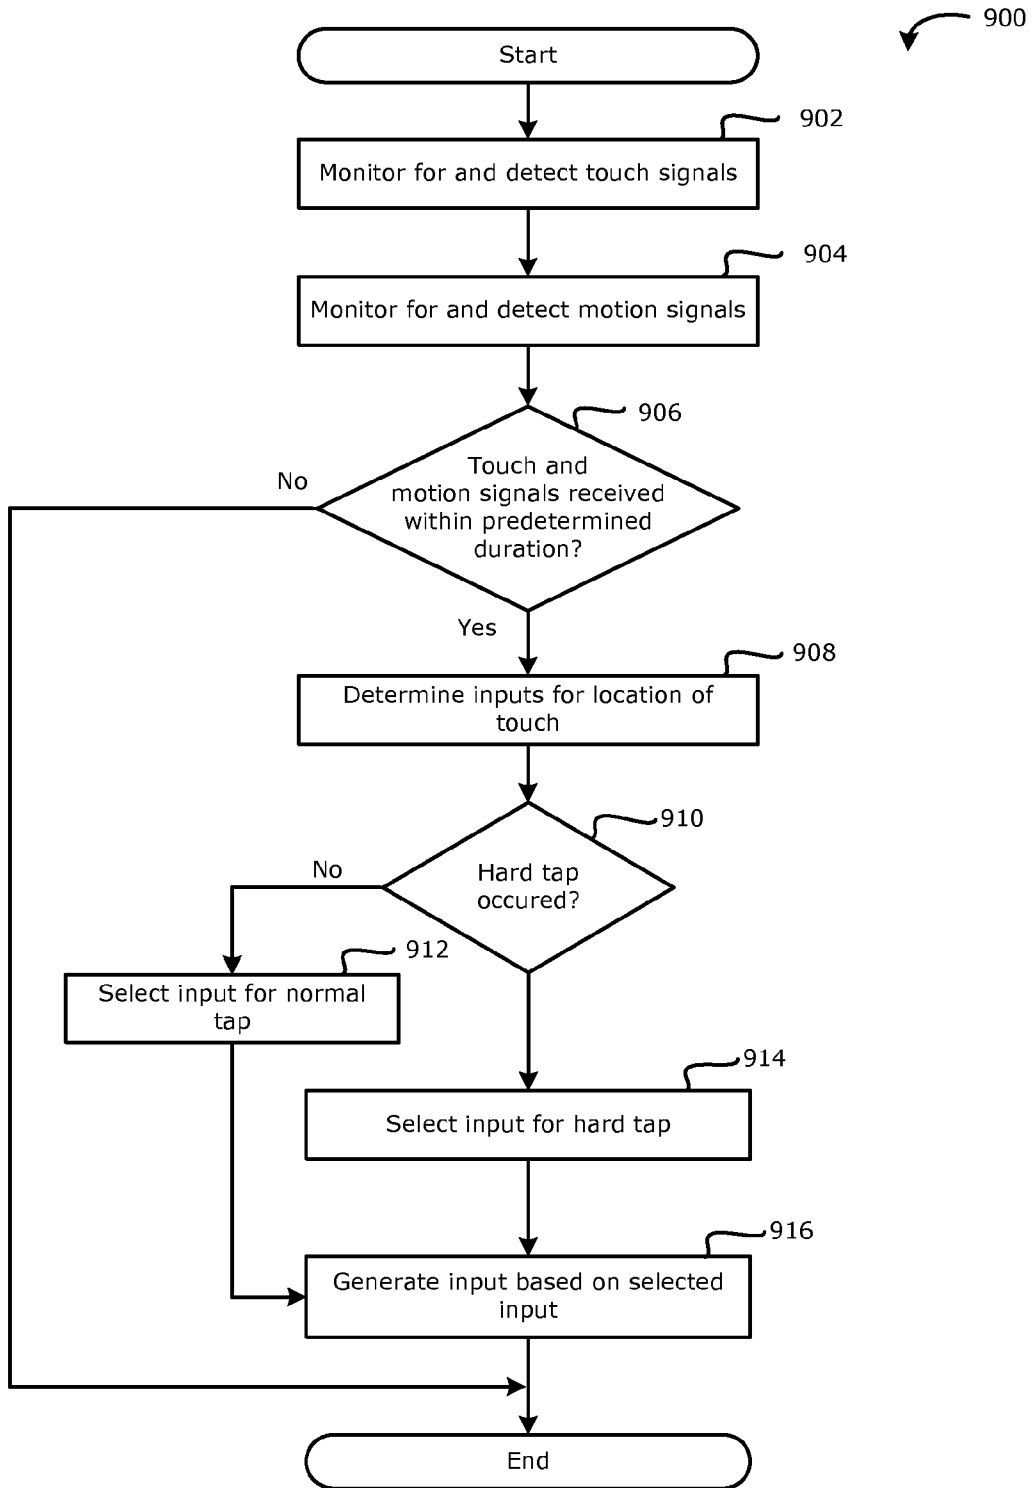 900
Start
902
Monitor for and detect touch signals
904
Monitor for and detect motion signals
906
Touch and
motion signals received
within predetermined
duration?
No
Yes
908
Determine inputs for location of
touch
910
Hard tap
occured?
No
912
Select input for normal
tap
914
Select input for hard tap
916
Generate input based on selected
input
End